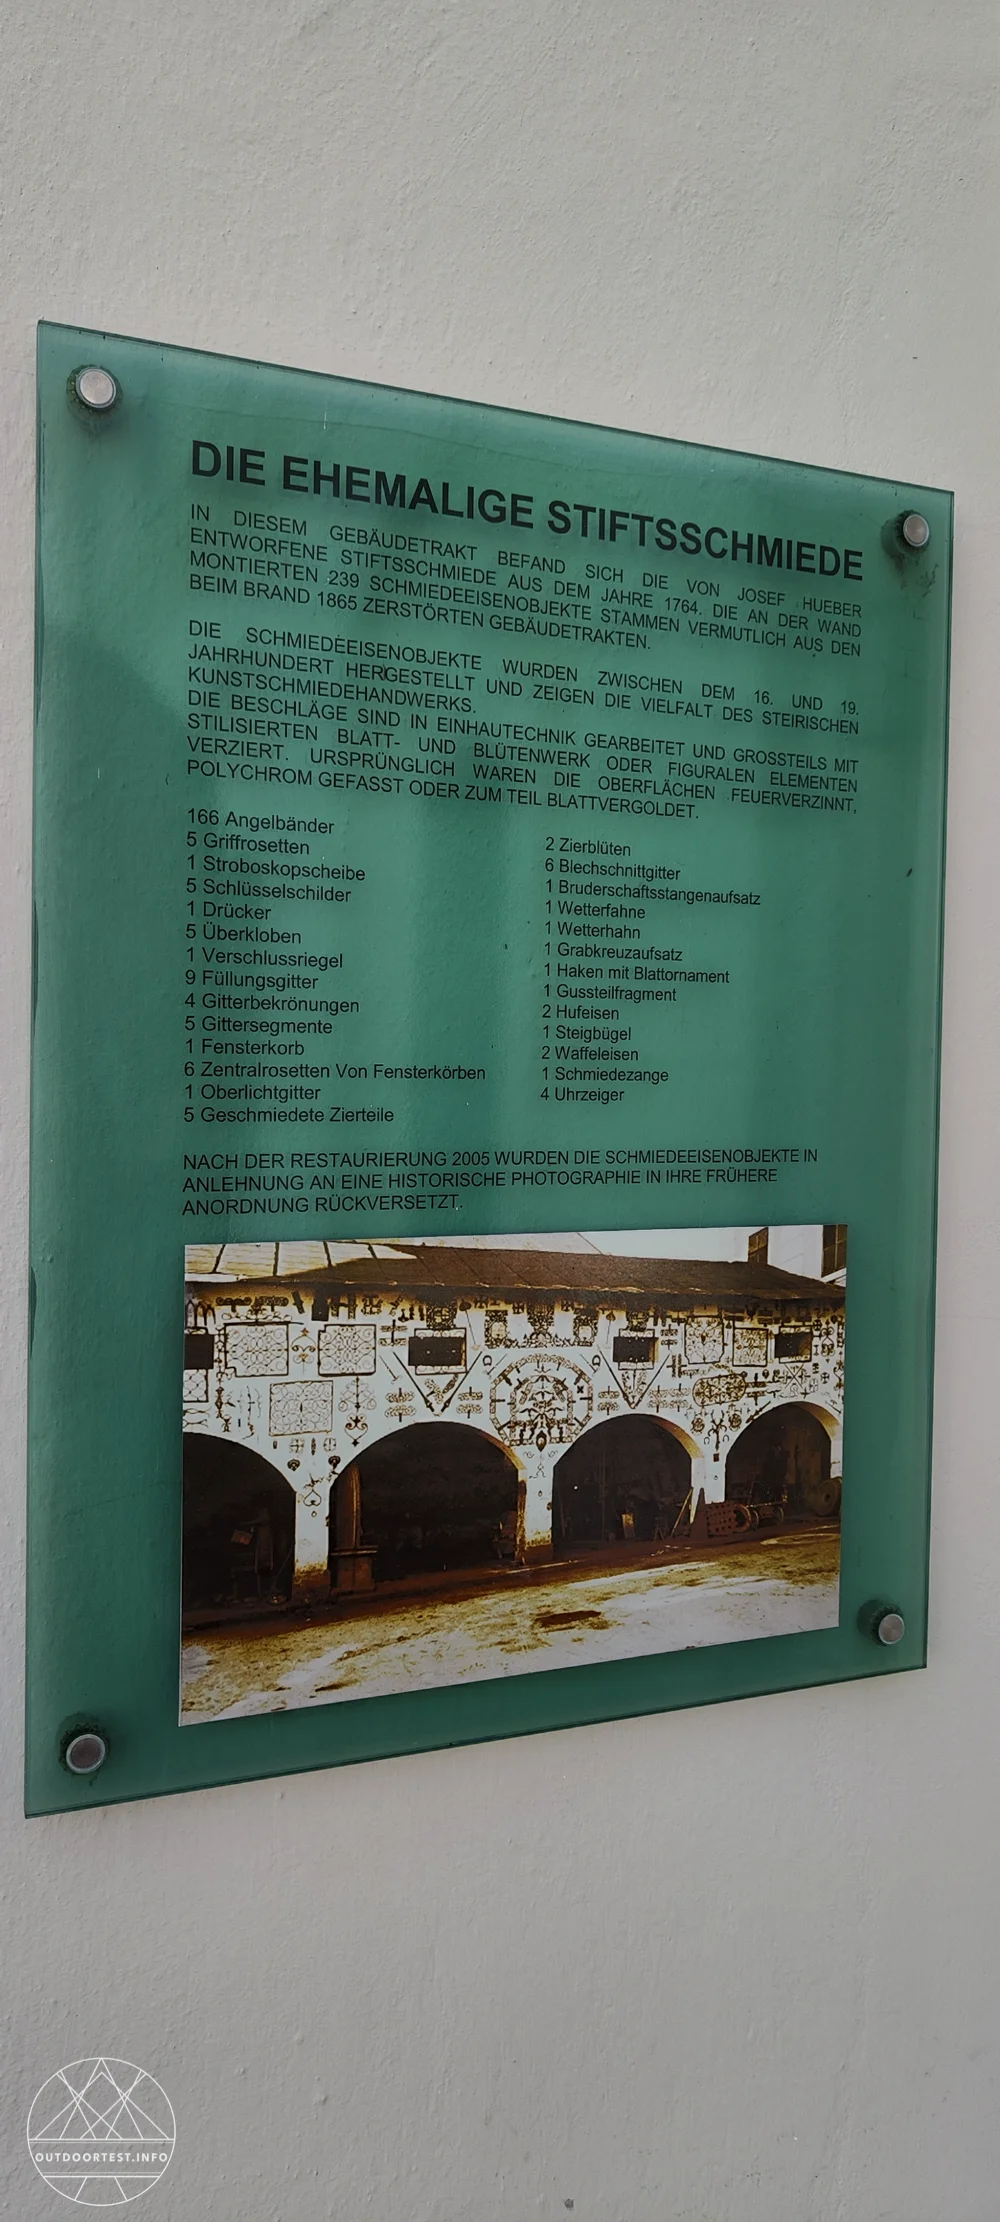 DIE EHEMALIGE STIFTSSCHMIEDE
IN DIESEM GEBÄUDETRAKT BEFAND SICH DIE VON JOSEF HUEBER
ENTWORFENE STIFTSSCHMIEDE AUS DEM JAHRE 1764. DIE AN DER WAND
MONTIERTEN 239 SCHMIEDEEISENOBJEKTE STAMMEN VERMUTLICH AUS DEN
BEIM BRAND 1865 ZERSTÖRTEN GEBÄUDETRAKTEN.
DIE SCHMIEDEEISENOBJEKTE WURDEN ZWISCHEN DEM 16. UND 19.
JAHRHUNDERT HERGESTELLT UND ZEIGEN DIE VIELFALT DES STEIRISCHEN
KUNSTSCHMIEDEHANDWERKS.
DIE BESCHLÄGE SIND IN EINHAUTECHNIK GEARBEITET UND GROSSTEILS MIT
STILISIERTEN BLATT- UND BLÜTENWERK ODER FIGURALEN ELEMENTEN
VERZIERT. URSPRÜNGLICH WAREN DIE OBERFLÄCHEN FEUERVERZINNT,
POLYCHROM GEFASST ODER ZUM TEIL BLATTVERGOLDET.
166 Angelbänder
5 Griffrosetten
1 Stroboskopscheibe
5 Schlüsselschilder
1 Drücker
5 Überkloben
1 Verschlussriegel
9 Füllungsgitter
4 Gitterbekrönungen
5 Gittersegmente
1 Fensterkorb
6 Zentralrosetten Von Fensterkörben
1 Oberlichtgitter
5 Geschmiedete Zierteile
2 Zierblüten
6 Blechschnittgitter
1 Bruderschaftsstangenaufsatz
1 Wetterfahne
1 Wetterhahn
1 Grabkreuzaufsatz
1 Haken mit Blattornament
1 Gussteilfragment
2 Hufeisen
1 Steigbügel
2 Waffeleisen
1 Schmiedezange
4 Uhrzeiger
NACH DER RESTAURIERUNG 2005 WURDEN DIE SCHMIEDEEISENOBJEKTE IN
ANLEHNUNG AN EINE HISTORISCHE PHOTOGRAPHIE IN IHRE FRÜHERE
ANORDNUNG RÜCKVERSETZT.
OUTDOORTEST.INFO